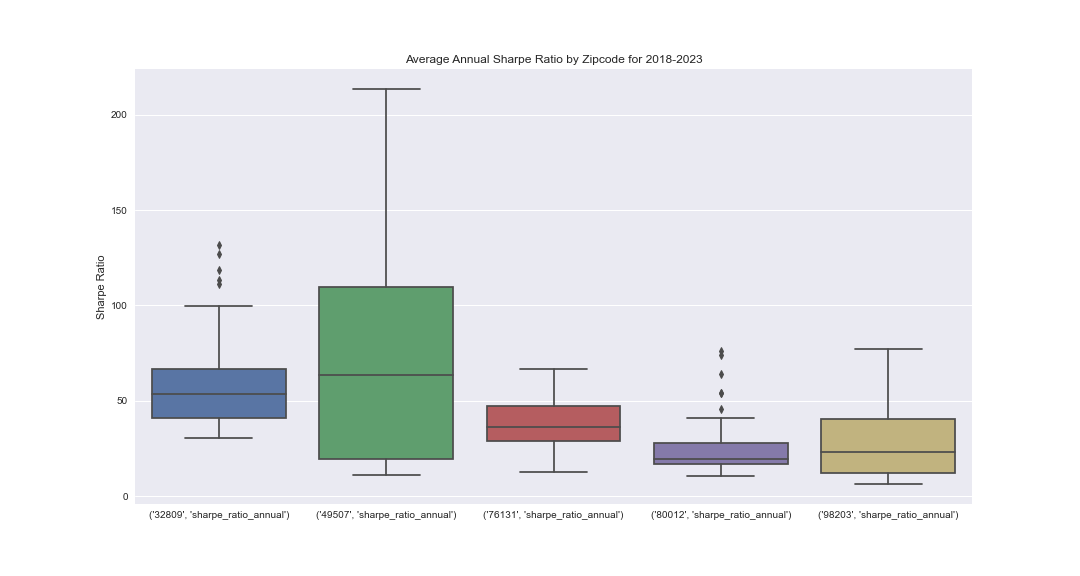 Average Annual Sharpe Ratio by Zipcode for 2018-2023
Sharpe Ratio
200
150
100
50
0
('32809', 'sharpe_ratio_annual')
('49507', 'sharpe_ratio_annual')
('76131', 'sharpe_ratio_annual')
('80012', 'sharpe_ratio_annual')
('98203', 'sharpe_ratio_annual')